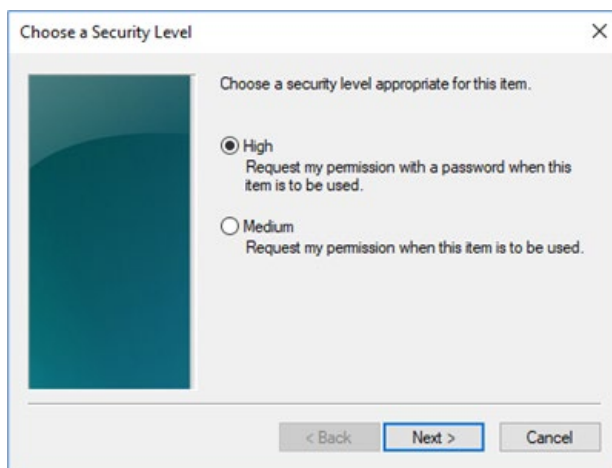 Choose a Security Level
Choose a security level appropriate for this item.
High
Request my permission with a password when this
item is to be used.
Medium
Request my permission when this item is to be used.
< Back
Next >
Cancel